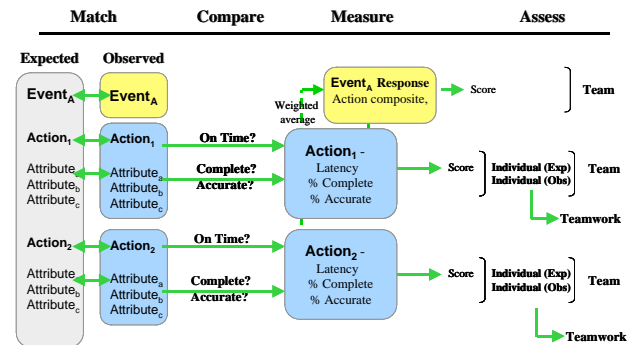 Match Compare Measure Assess
Expected Observed
EventA EventA
EventA Response
Action composite,
Score
Team
Weighted
average
Action1 Action1
On Time?
Attribute Attributea
Attributeb Attributeb
Attributec Attributec
Complete?
Accurate?
Action1 -
Latency
% Complete
% Accurate
Score
Individual (Exp)
Individual (Obs)
Team
Teamwork
Action2 Action2
On Time?
Attribute Attributea
Attributeb Attributeb
Attributec Attributec
Complete?
Accurate?
Action2 -
Latency
% Complete
% Accurate
Score
Individual (Exp)
Individual (Obs)
Team
Teamwork